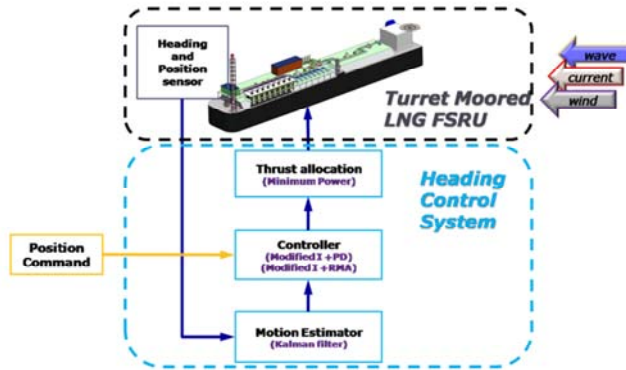 Heading
and
Position
sensor
wave
current
wind
Turret Moored
LNG FSRU
Thrust allocation
(Minimum Power)
Heading
Control
System
Position
Command
Controller
(Modified I +PD)
(Modified I +RMA)
Motion Estimator
(Kalman filter)